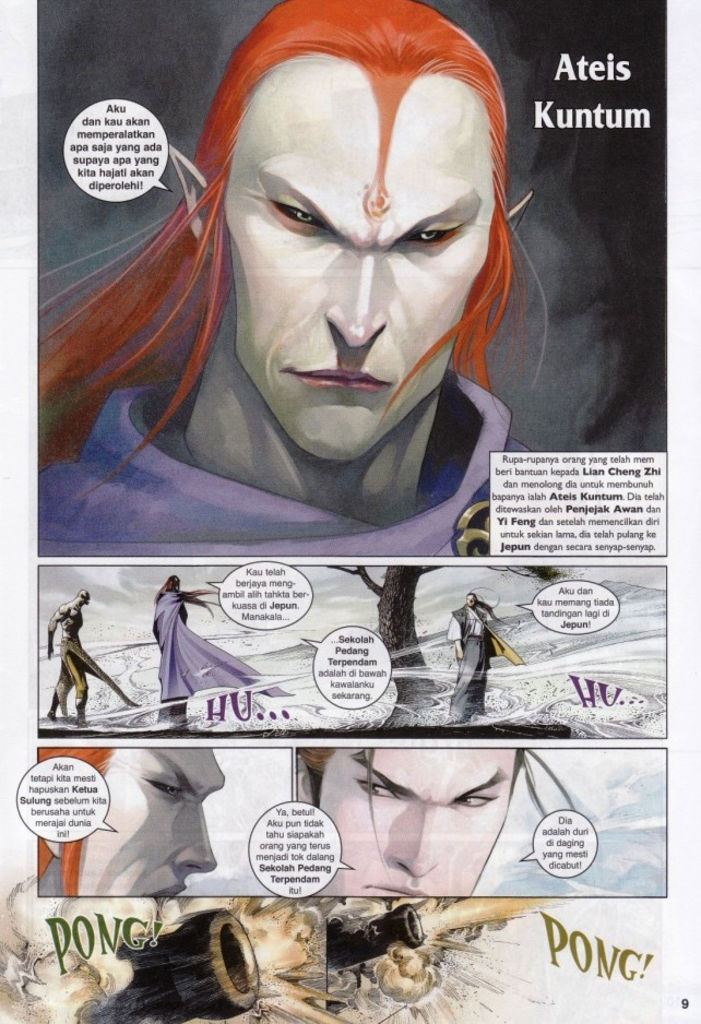 Ateis
Kuntum
Aku
dan kau akan
memperalatkan
apa saja yang ada
supaya apa yang
kita hajati akan
diperolehi!
Rupa-rupanya orang yang telah mem
beri bantuan kepada Lian Cheng Zhi
dan menolong dia untuk membunuh
bapanya ialah Ateis Kuntum. Dia telah
ditewaskan oleh Penjejak Awan dan
Yi Feng dan setelah memencilkan diri
untuk sekian lama, dia telah pulang ke
Jepun dengan secara senyap-senyap.
Kau telah
berjaya meng-
ambil alih tahkta ber-
kuasa di Jepun.
Manakala...
...Sekolah
Pedang
Terpendam
adalah di bawah
kawalanku
sekarang.
Aku dan
kau memang tiada
tandingan lagi di
Jepun!
HU...
HU...
Akan
tetapi kita mesti
hapuskan Ketua
Sulung sebelum kita
berusaha untuk
merajai dunia
ini!
Ya, betul!
Aku pun tidak
tahu siapakah
orang yang
menjadi tok dalang
Sekolah Pedang
Terpendam
itu!
Dia
adalah duri
di daging
yang mesti
dicabut!
PONG!
PONG!
9